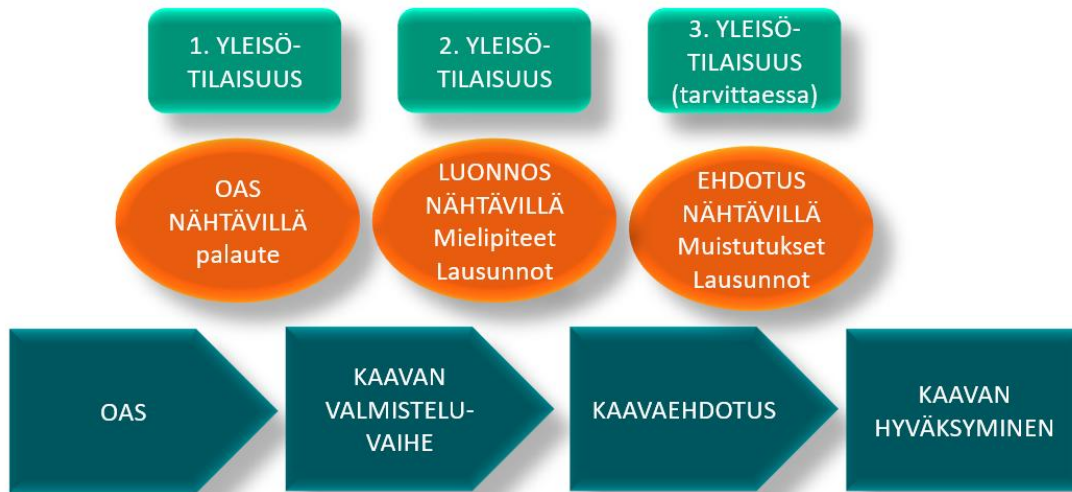 1. YLEISÖ-
TILAISUUS
2. YLEISÖ-
TILAISUUS
3. YLEISÖ-
TILAISUUS
(tarvittaessa)
OAS
NÄHTÄVILLÄ
palaute
LUONNOS
NÄHTÄVILLÄ
Mielipiteet
Lausunnot
EHDOTUS
NÄHTÄVILLÄ
Muistutukset
Lausunnot
OAS
KAAVAN
VALMISTELU-
VAIHE
KAAVAEHDOTUS
KAAVAN
HYVÄKSYMINEN